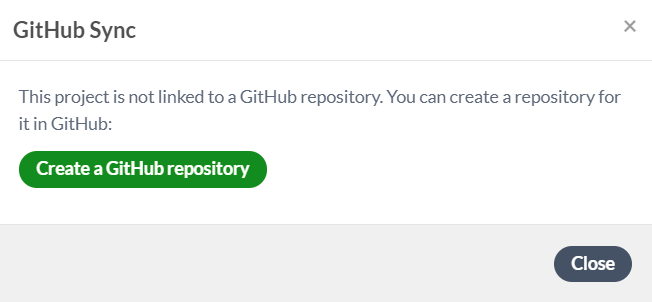 GitHub Sync
×
This project is not linked to a GitHub repository. You can create a repository for
it in GitHub:
Create a GitHub repository
Close